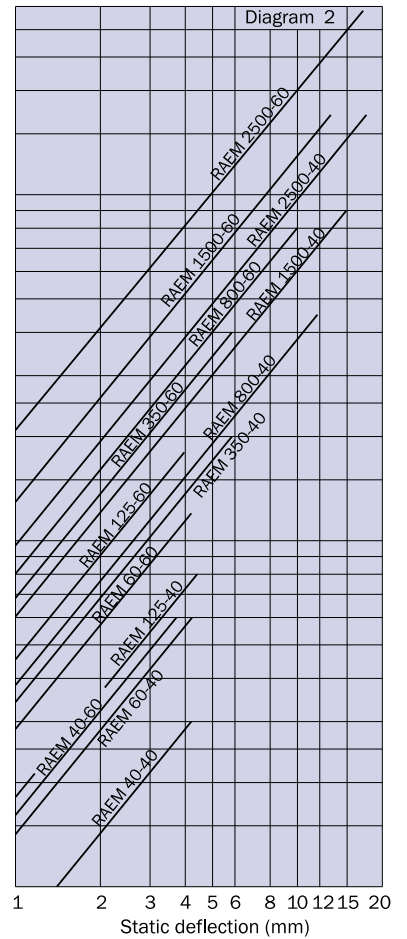 Diagram 2
RAEM 2500-60
RAEM 1500-60
RAEM 2500-40
RAEM 800-60
RAEM 1500-40
RAEM 350-60
RAEM 800-40
RAEM 350-40
RAEM 125-60
RAEM 60-60
RAEM 125-40
RAEM 40-60
RAEM 60-40
RAEM 40-40
1 2 3 4 5 6 8 10 12 15 20
Static deflection (mm)